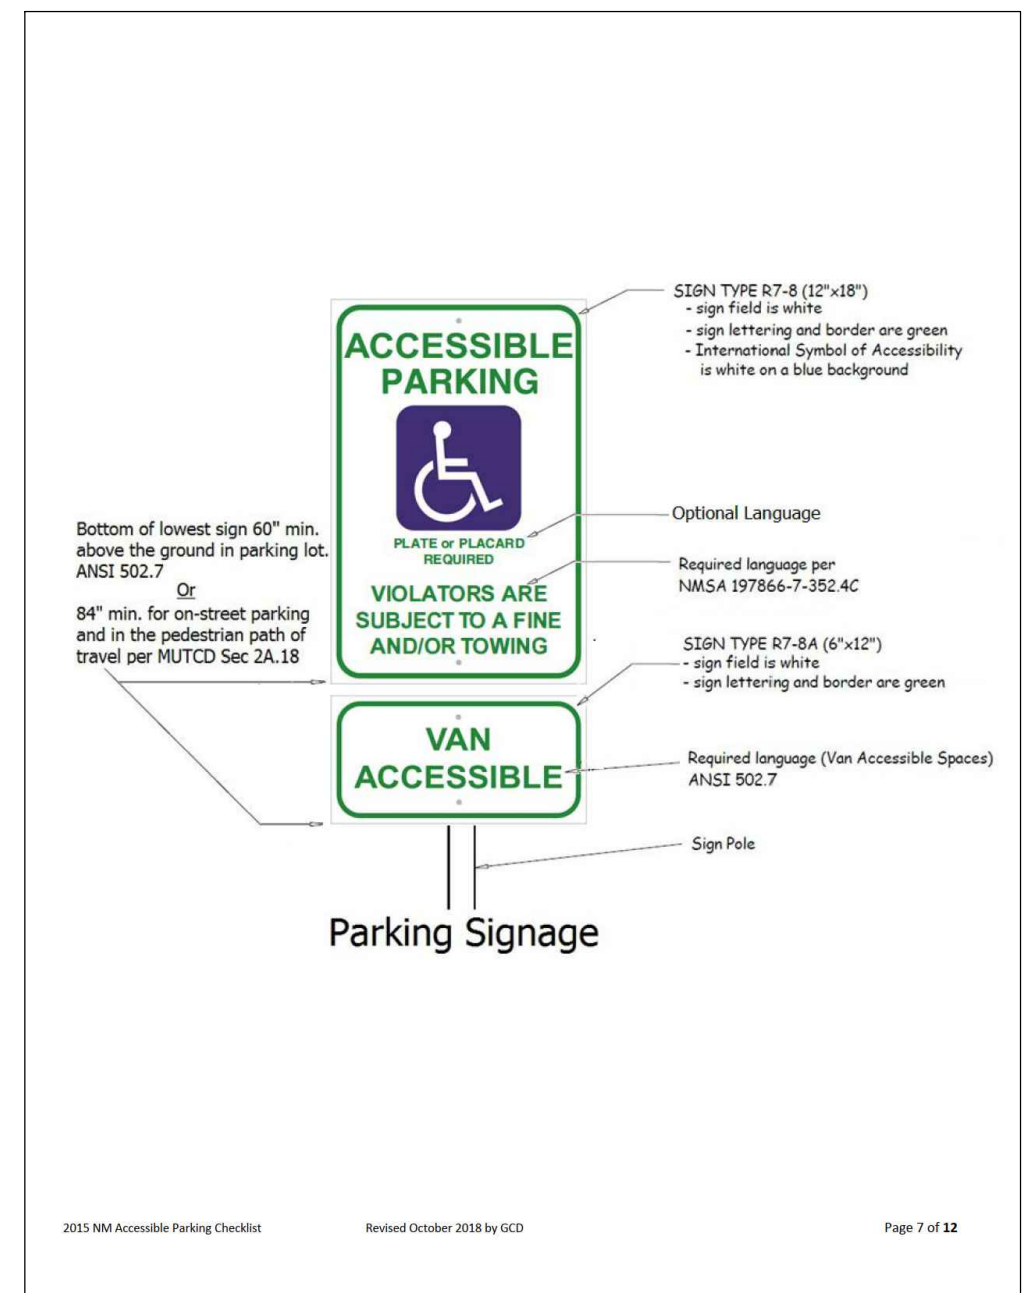 SIGN TYPE R7-8 (12"x18")
- sign field is white
- sign lettering and border are green
- International Symbol of Accessibility
is white on a blue background
ACCESSIBLE
PARKING
Optional Language
PLATE or PLACARD
REQUIRED
Bottom of lowest sign 60" min.
above the ground in parking lot.
ANSI 502.7
Or
84" min. for on-street parking
and in the pedestrian path of
travel per MUTCD Sec 2A.18
Required language per
NMSA 197866-7-352.4C
VIOLATORS ARE
SUBJECT TO A FINE
AND/OR TOWING
SIGN TYPE R7-8A (6"x12")
- sign field is white
- sign lettering and border are green
VAN
ACCESSIBLE
Required language (Van Accessible Spaces)
ANSI 502.7
Sign Pole
Parking Signage
2015 NM Accessible Parking Checklist
Revised October 2018 by GCD
Page 7 of 12